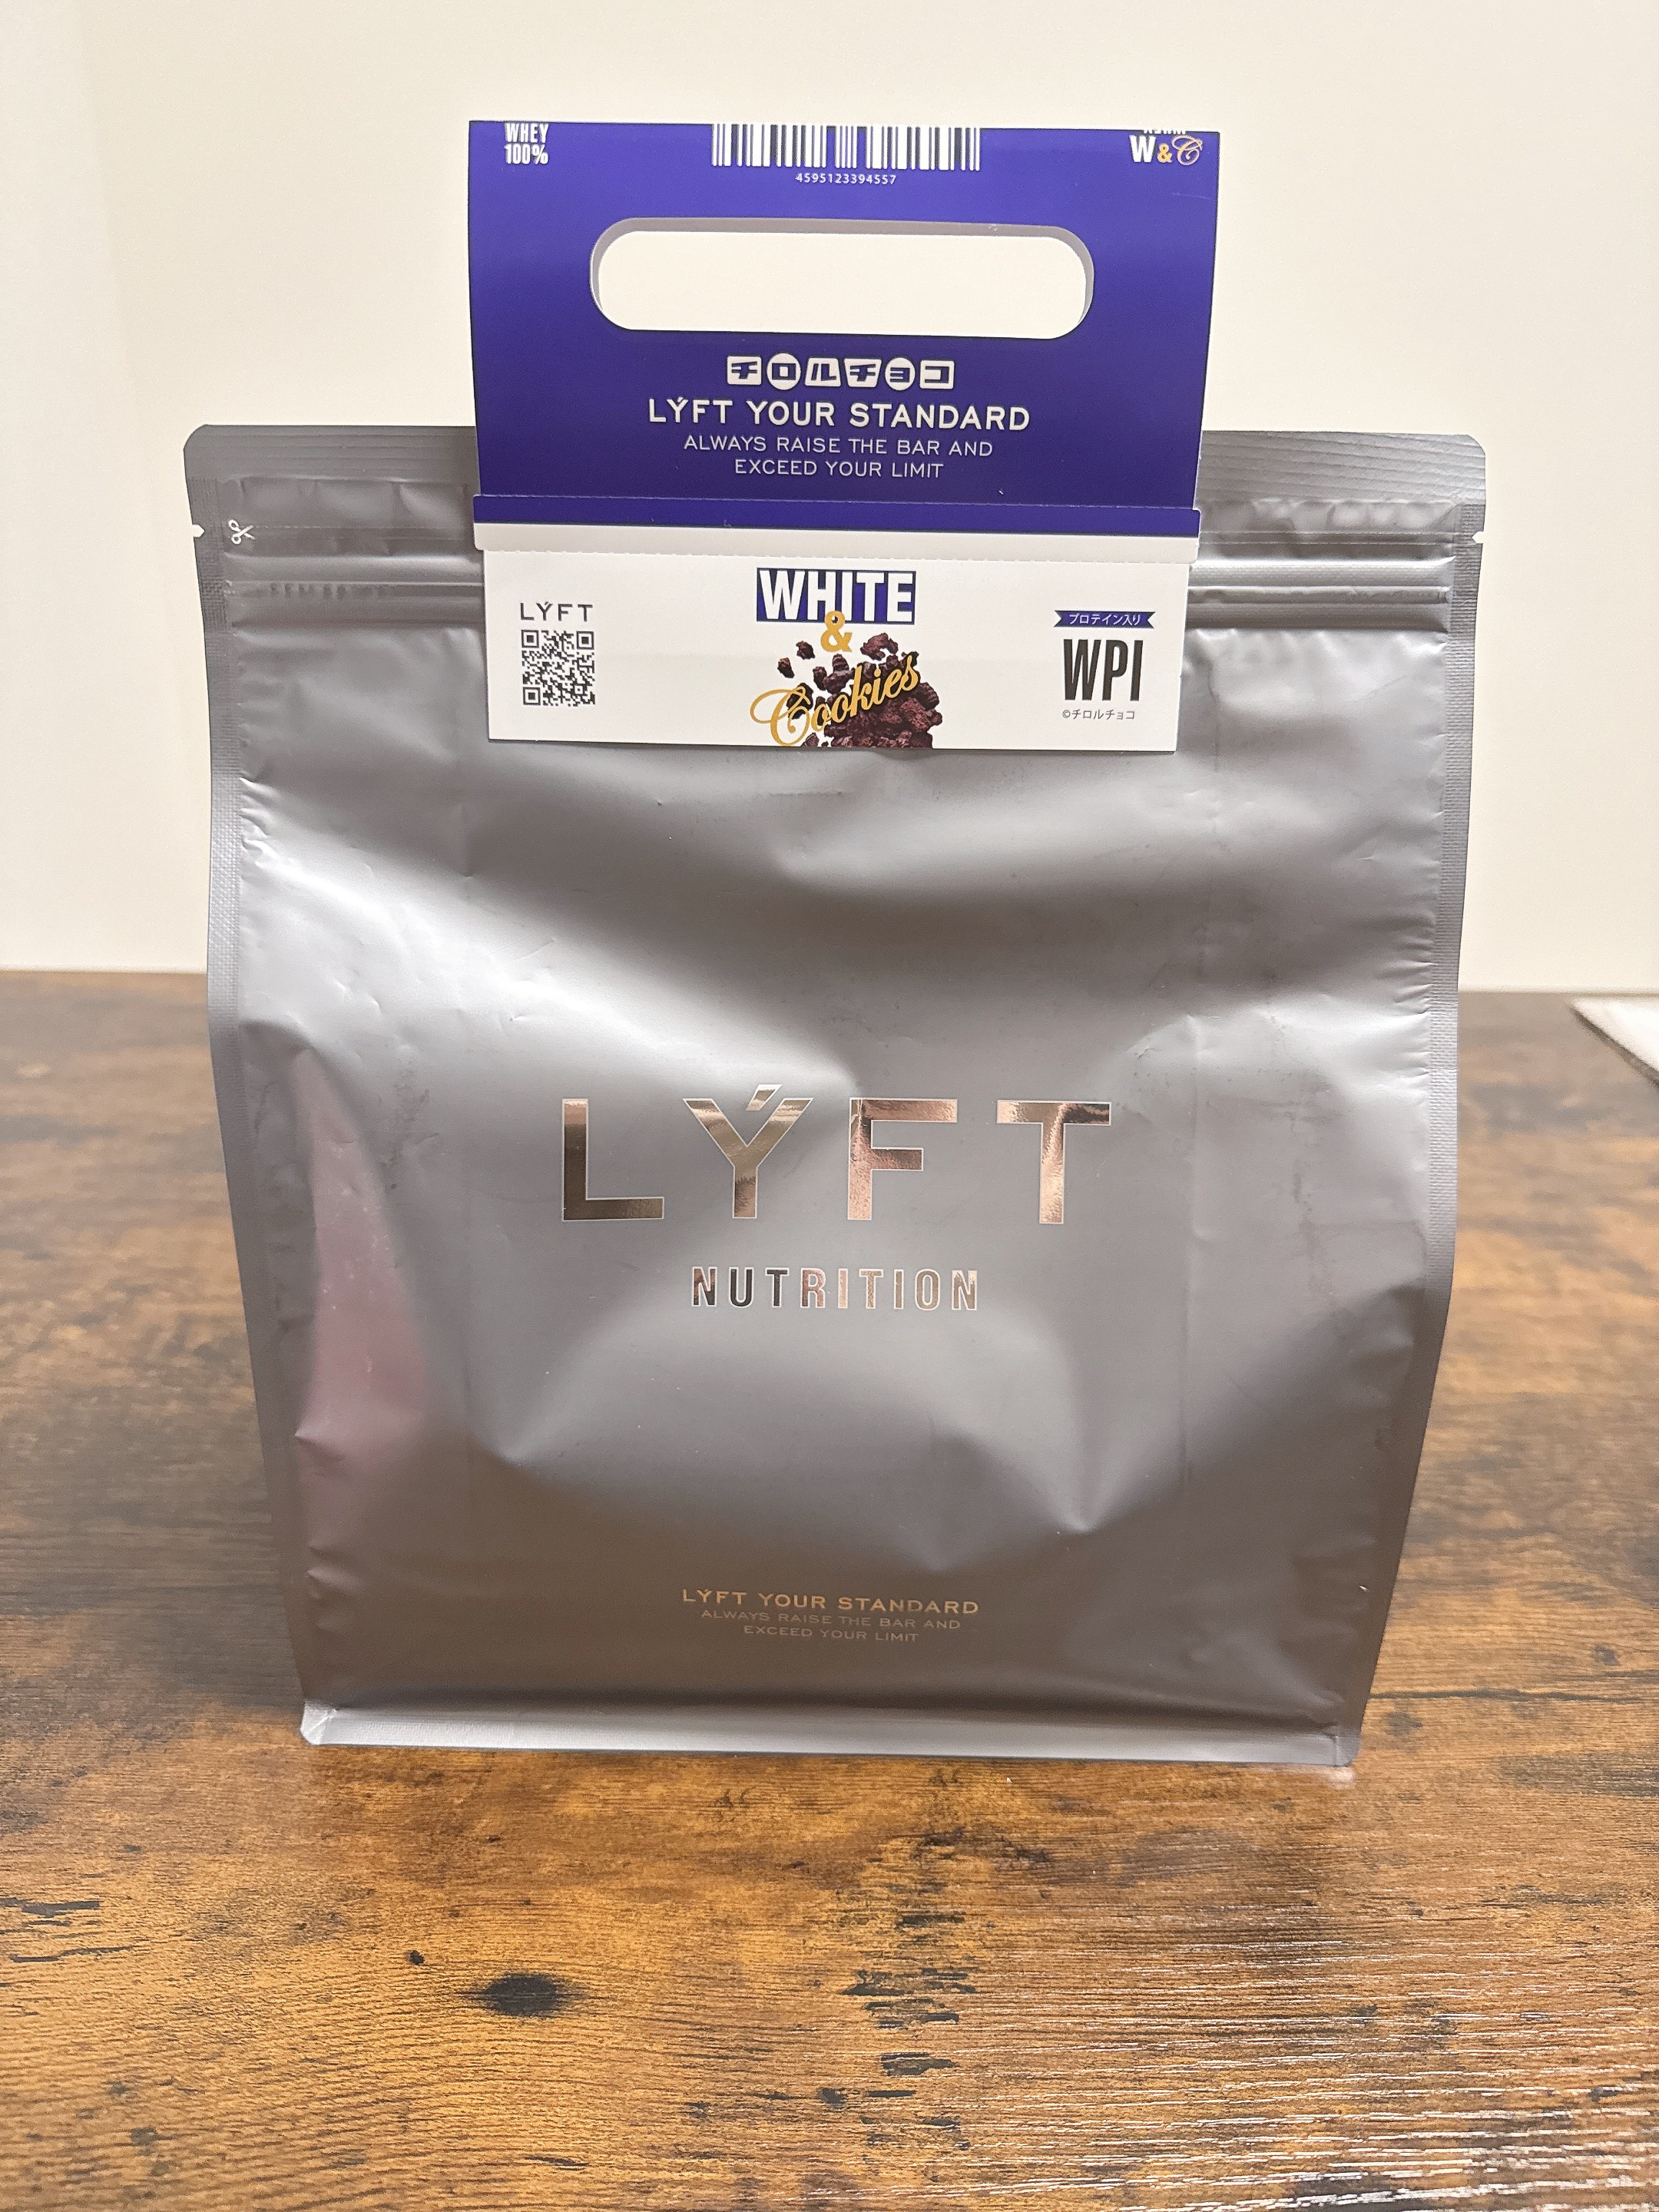 WHEY
100%
4595123394557
W&C
チロルチョコ
LÝFT YOUR STANDARD
ALWAYS RAISE THE BAR AND
EXCEED YOUR LIMIT
LÝFT
WHITE
&
Cookies
プロテイン入り
WPI
©チロルチョコ
LÝFT
NUTRITION
LÝFT YOUR STANDARD
ALWAYS RAISE THE BAR AND
EXCEED YOUR LIMIT